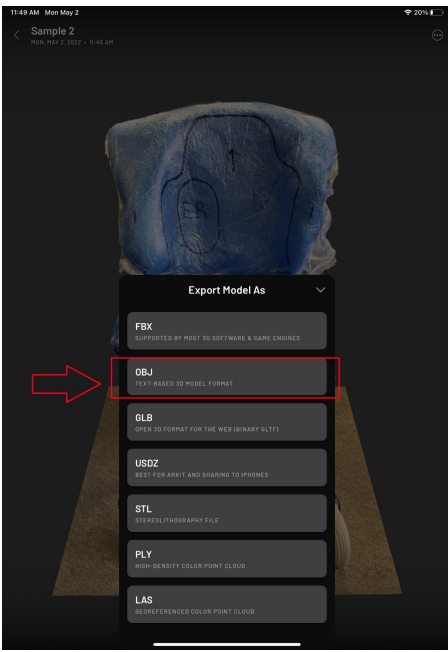 11:49 AM Mon May 2
20%
Sample 2
MON, MAY 2, 2022 • 11:45 AM
ER
Export Model As
FBX
SUPPORTED BY MOST 3D SOFTWARE & GAME ENGINES
OBJ
TEXT-BASED 3D MODEL FORMAT
GLB
OPEN 3D FORMAT FOR THE WEB (BINARY GLTF)
USDZ
BEST FOR ARKIT AND SHARING TO IPHONES
STL
STEREOLITHOGRAPHY FILE
PLY
HIGH-DENSITY COLOR POINT CLOUD
LAS
GEOREFERENCED COLOR POINT CLOUD